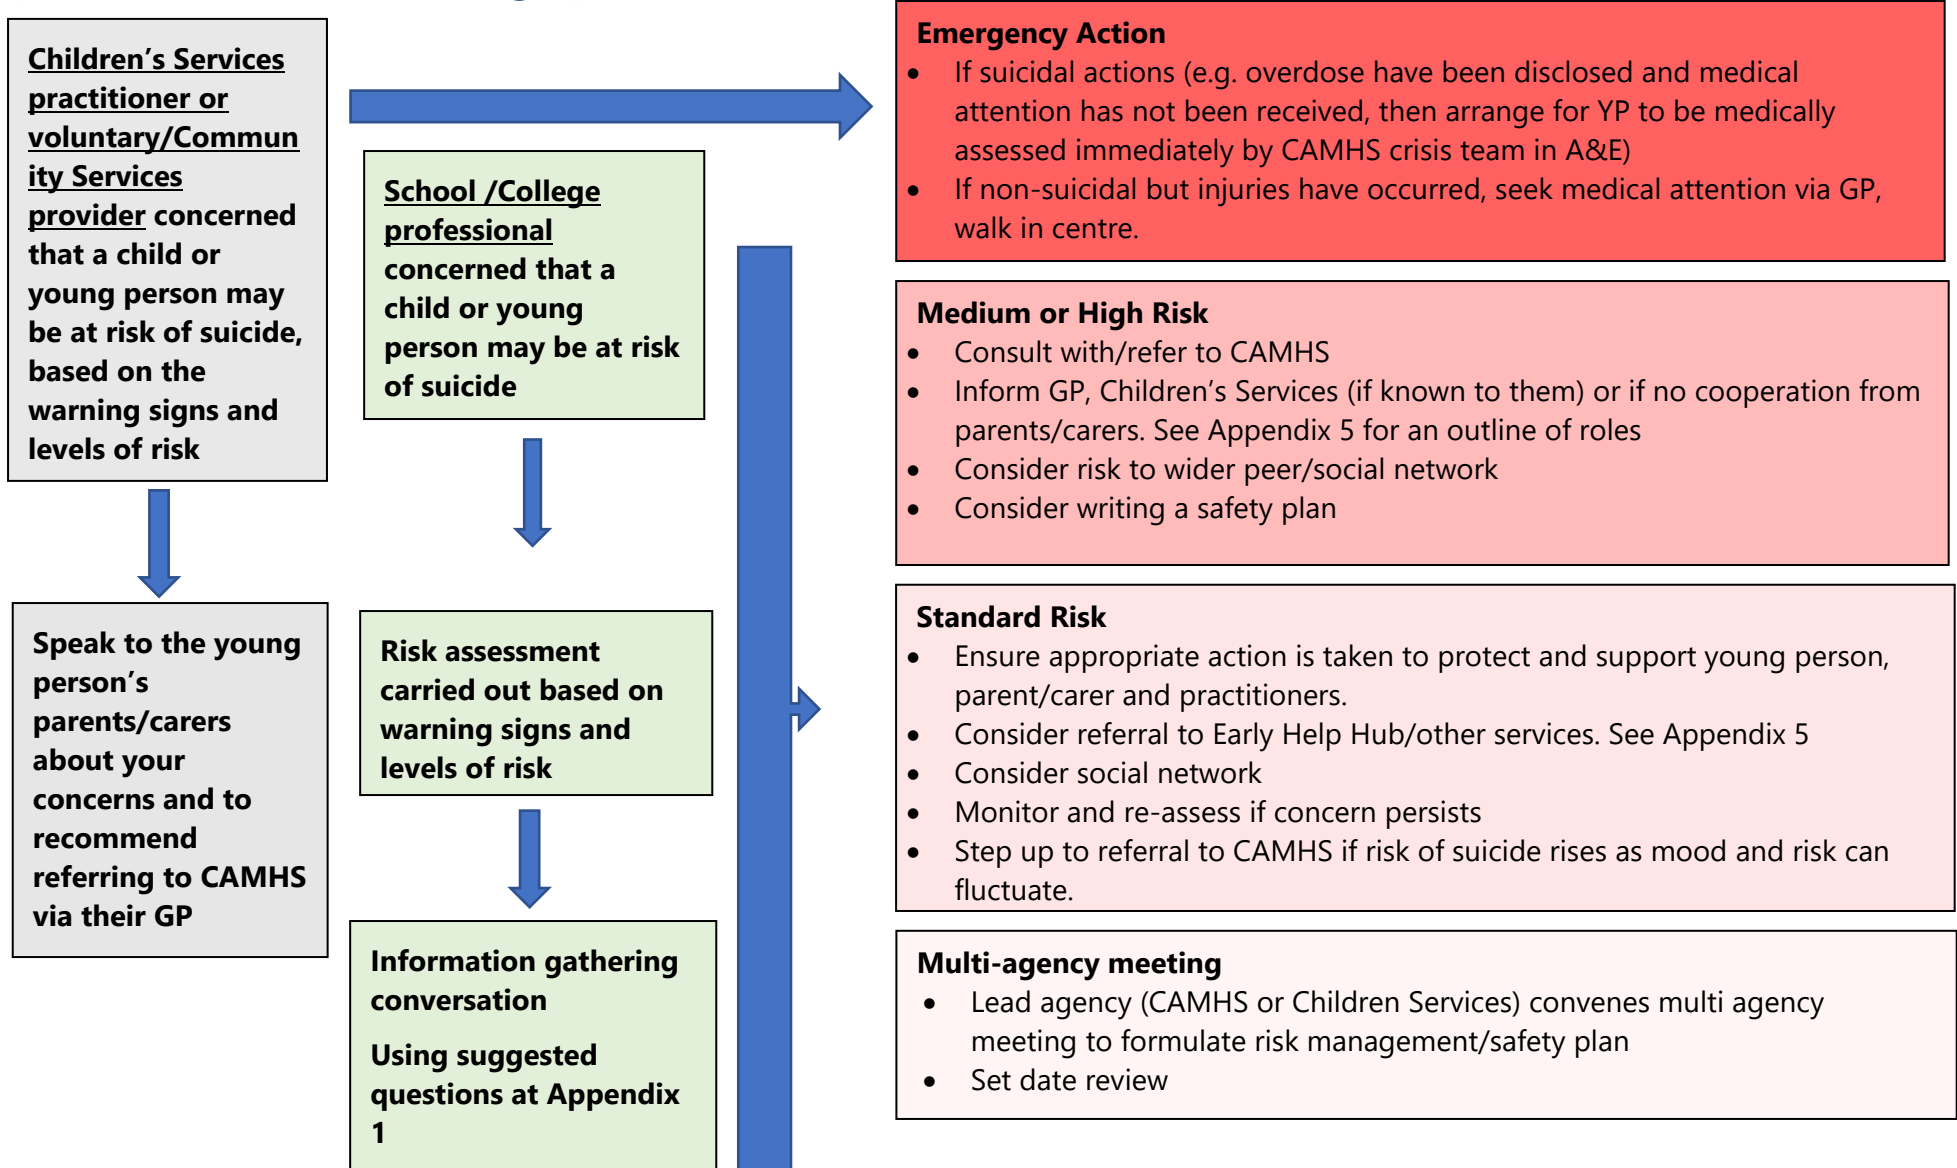 Children’s Services
practitioner or
voluntary/Commun
ity Services
provider concerned
that a child or
young person may
be at risk of suicide,
based on the
warning signs and
levels of risk
Speak to the young
person’s
parents/carers
about your
concerns and to
recommend
referring to CAMHS
via their GP
School /College
professional
concerned that a
child or young
person may be at risk
of suicide
Risk assessment
carried out based on
warning signs and
levels of risk
Information gathering
conversation
Using suggested
questions at Appendix
1
Emergency Action
• If suicidal actions (e.g. overdose have been disclosed and medical
attention has not been received, then arrange for YP to be medically
assessed immediately by CAMHS crisis team in A&E)
• If non-suicidal but injuries have occurred, seek medical attention via GP,
walk in centre.
Medium or High Risk
• Consult with/refer to CAMHS
• Inform GP, Children’s Services (if known to them) or if no cooperation from
parents/carers. See Appendix 5 for an outline of roles
• Consider risk to wider peer/social network
• Consider writing a safety plan
Standard Risk
• Ensure appropriate action is taken to protect and support young person,
parent/carer and practitioners.
• Consider referral to Early Help Hub/other services. See Appendix 5
• Consider social network
• Monitor and re-assess if concern persists
• Step up to referral to CAMHS if risk of suicide rises as mood and risk can
fluctuate.
Multi-agency meeting
• Lead agency (CAMHS or Children Services) convenes multi agency
meeting to formulate risk management/safety plan
• Set date review